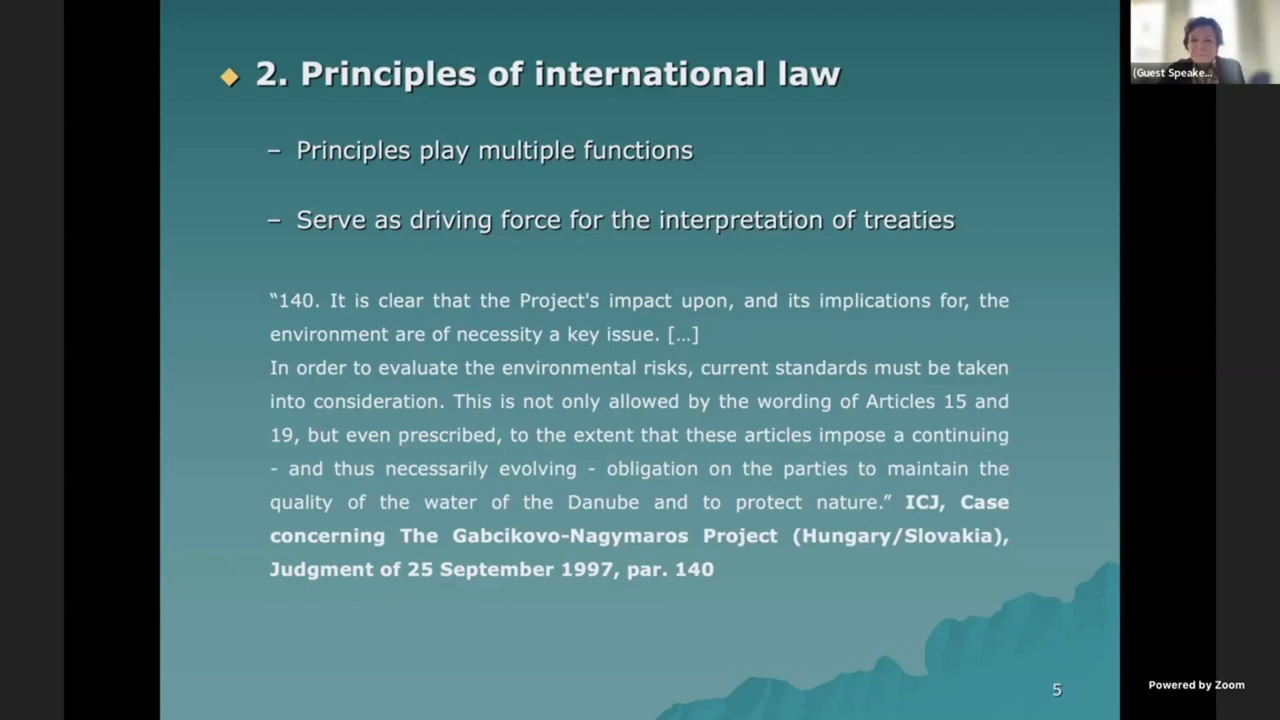 2. Principles of international law
– Principles play multiple functions
– Serve as driving force for the interpretation of treaties
“140. It is clear that the Project's impact upon, and its implications for, the
environment are of necessity a key issue. […]
In order to evaluate the environmental risks, current standards must be taken
into consideration. This is not only allowed by the wording of Articles 15 and
19, but even prescribed, to the extent that these articles impose a continuing
- and thus necessarily evolving - obligation on the parties to maintain the
quality of the water of the Danube and to protect nature.” ICJ, Case
concerning The Gabcikovo-Nagymaros Project (Hungary/Slovakia),
Judgment of 25 September 1997, par. 140
5
(Guest Speake...
Powered by Zoom